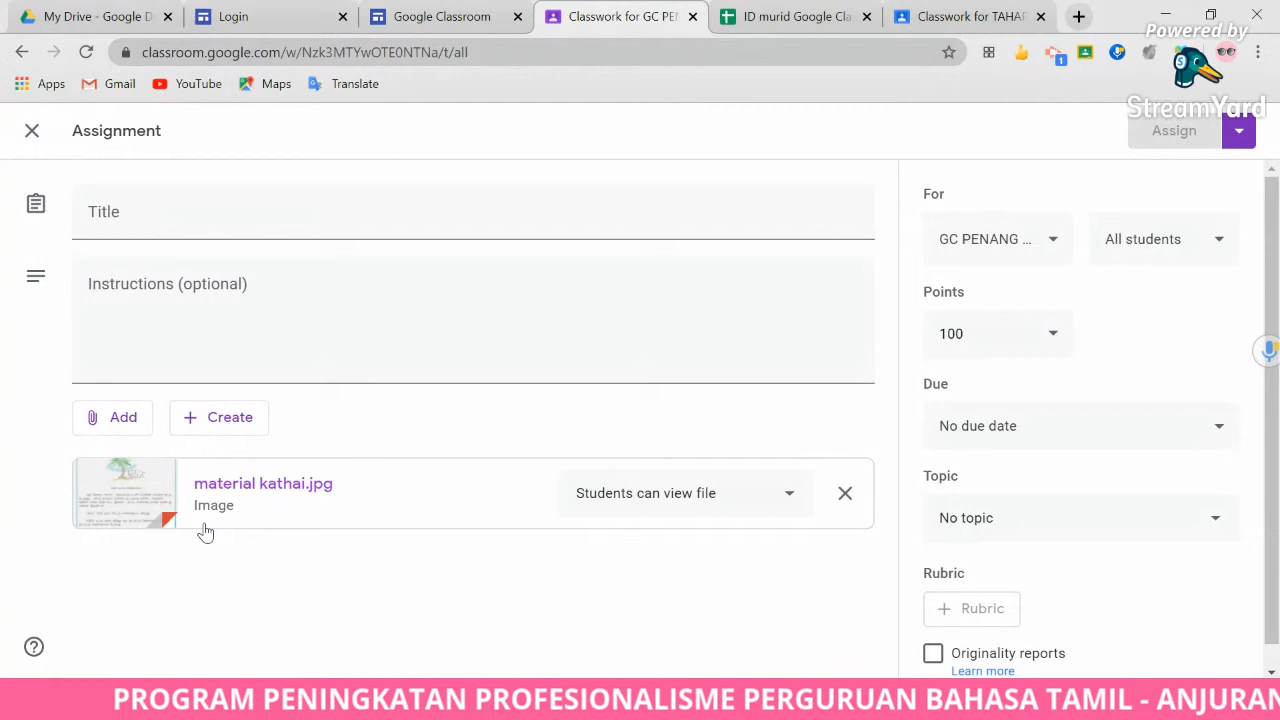 My Drive - Google D
Login
Google Classroom
Classwork for GC PEN
ID murid Google Cla
Classwork for TAHAP
Powered by
StreamYard
classroom.google.com/w/Nzk3MTYwOTE0NTNa/t/all
1
Apps
Gmail
YouTube
Maps
Translate
Assignment
Assign
Title
Instructions (optional)
Add
Create
material kathai.jpg
Image
Students can view file
For
GC PENANG ...
All students
Points
100
Due
No due date
Topic
No topic
Rubric
Rubric
Originality reports
Learn more
PROGRAM PENINGKATAN PROFESIONALISME PERGURUAN BAHASA TAMIL - ANJURAN